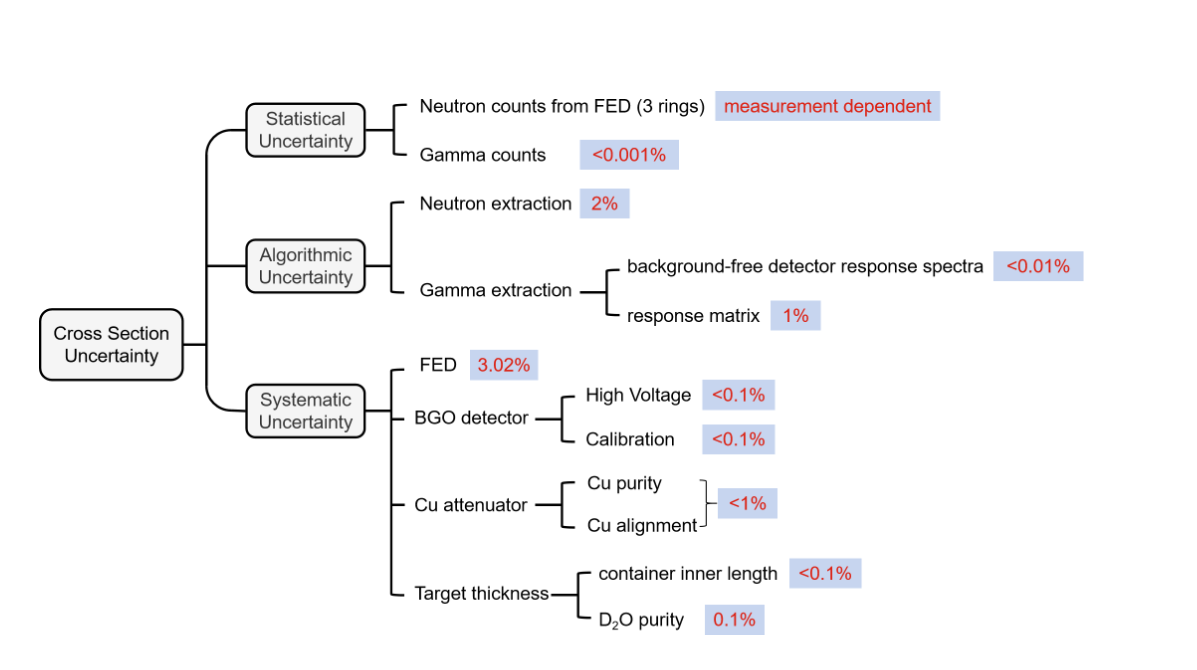 Statistical
Uncertainty
Neutron counts from FED (3 rings) measurement dependent
Gamma counts <0.001%
Algorithmic
Uncertainty
Neutron extraction 2%
Gamma extraction
background-free detector response spectra <0.01%
response matrix 1%
Cross Section
Uncertainty
Systematic
Uncertainty
FED 3.02%
BGO detector
High Voltage <0.1%
Calibration <0.1%
Cu attenuator
Cu purity
Cu alignment
<1%
Target thickness
container inner length <0.1%
D₂O purity 0.1%